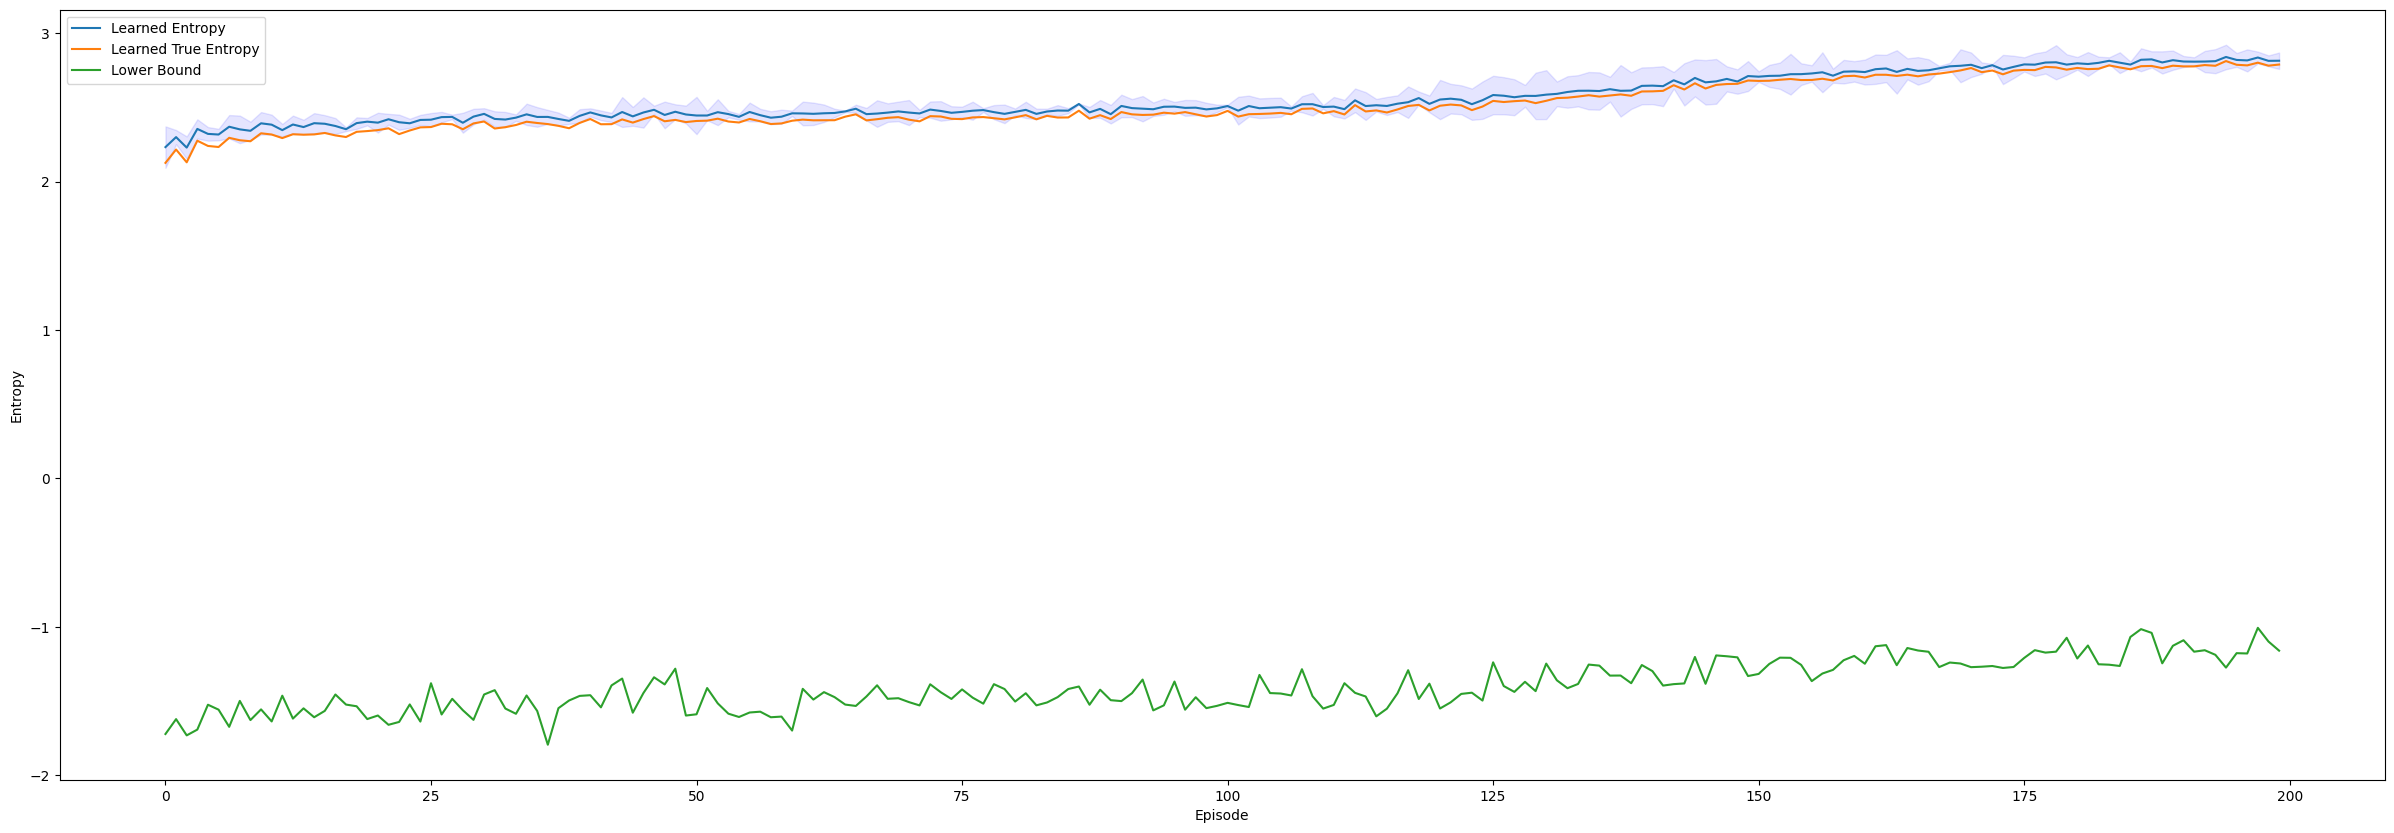 Learned Entropy
Learned True Entropy
Lower Bound
3
2
1
0
−1
−2
Entropy
0 25 50 75 100 125 150 175 200
Episode